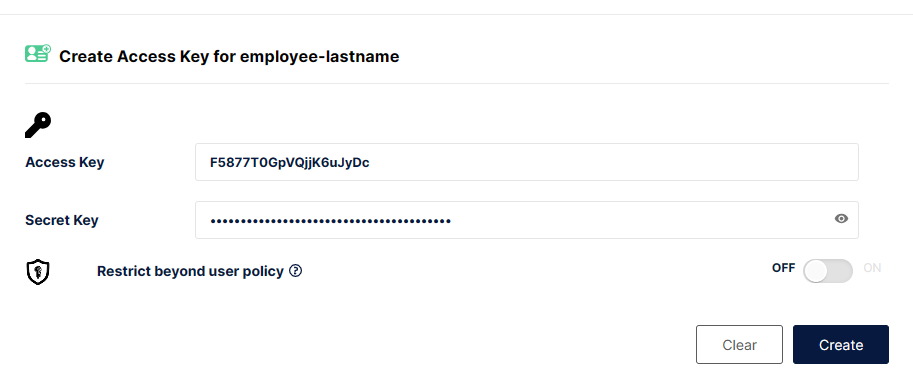 Create Access Key for employee-lastname
Access Key
F5877T0GpVQjjK6uJyDc
Secret Key
••••••••••••••••••••••••••••••••••••••••
Restrict beyond user policy
OFF ON
Clear Create